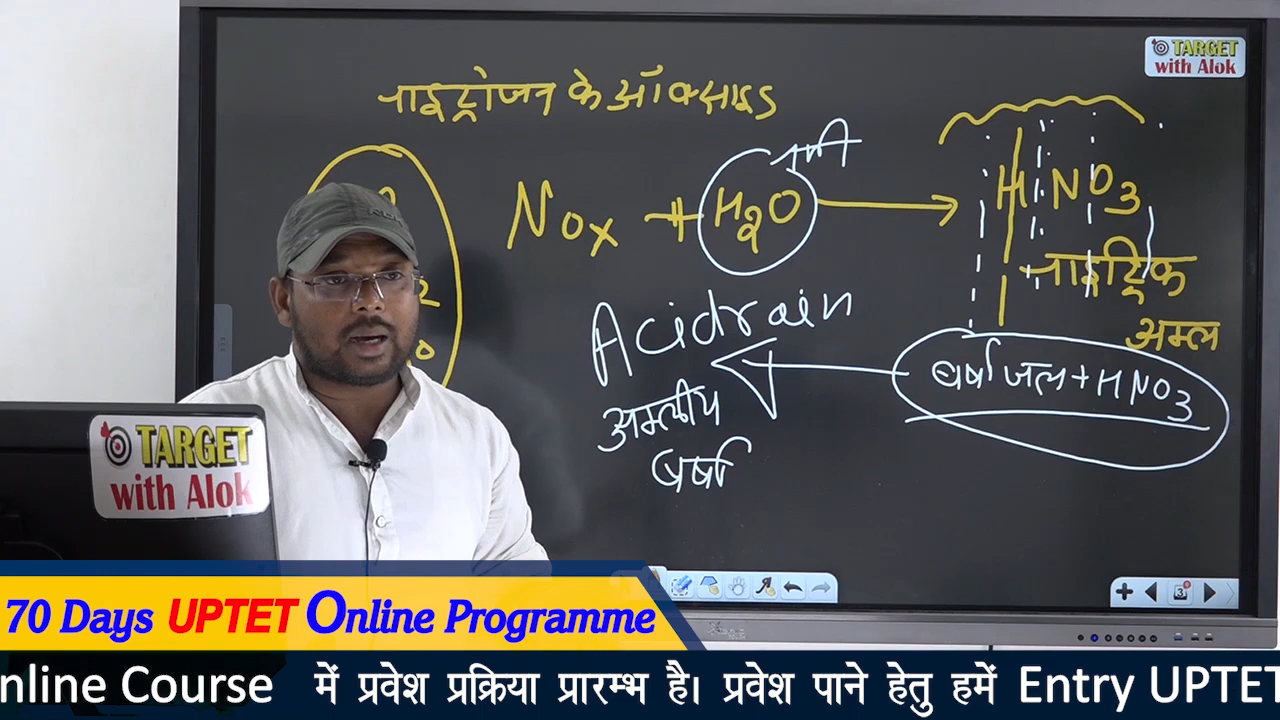 TARGET
with Alok
नाइट्रोजन के ऑक्साइड
पानी
Nox + H2O → HNO3
नाइट्रिक
अम्ल
Acidrain
वर्षा जल + HNO3
अम्लीय
वर्षा
TARGET
with Alok
70 Days UPTET Online Programme
nline Course में प्रवेश प्रक्रिया प्रारम्भ है। प्रवेश पाने हेतु हमें Entry UPTET